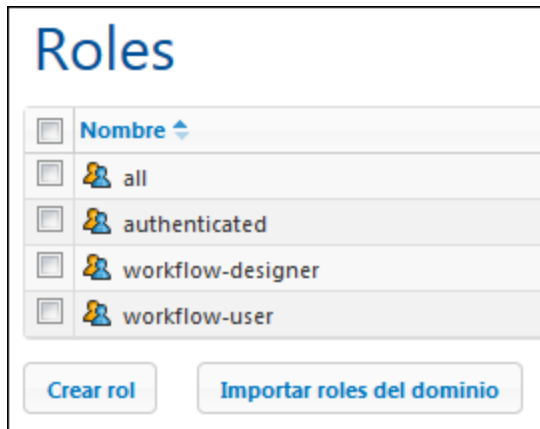 Roles
Nombre
all
authenticated
workflow-designer
workflow-user
Crear rol Importar roles del dominio